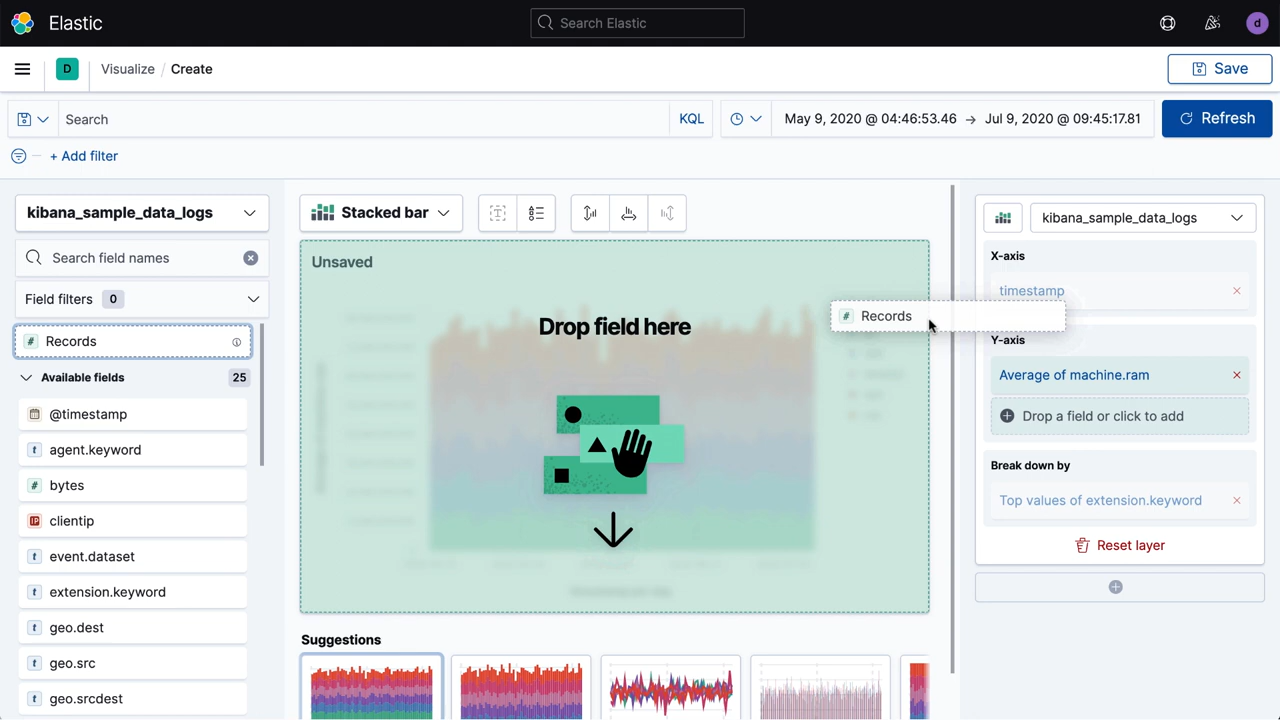 Elastic
Search Elastic
d
D
Visualize / Create
Save
Search
KQL
May 9, 2020 @ 04:46:53.46 → Jul 9, 2020 @ 09:45:17.81
Refresh
+ Add filter
kibana_sample_data_logs
Search field names
Field filters 0
# Records
Available fields 25
@timestamp
t agent.keyword
# bytes
IP clientip
t event.dataset
t extension.keyword
t geo.dest
t geo.src
t geo.srcdest
Stacked bar
Unsaved
Drop field here
# Records
Suggestions
kibana_sample_data_logs
X-axis
timestamp
Y-axis
Average of machine.ram
Drop a field or click to add
Break down by
Top values of extension.keyword
Reset layer